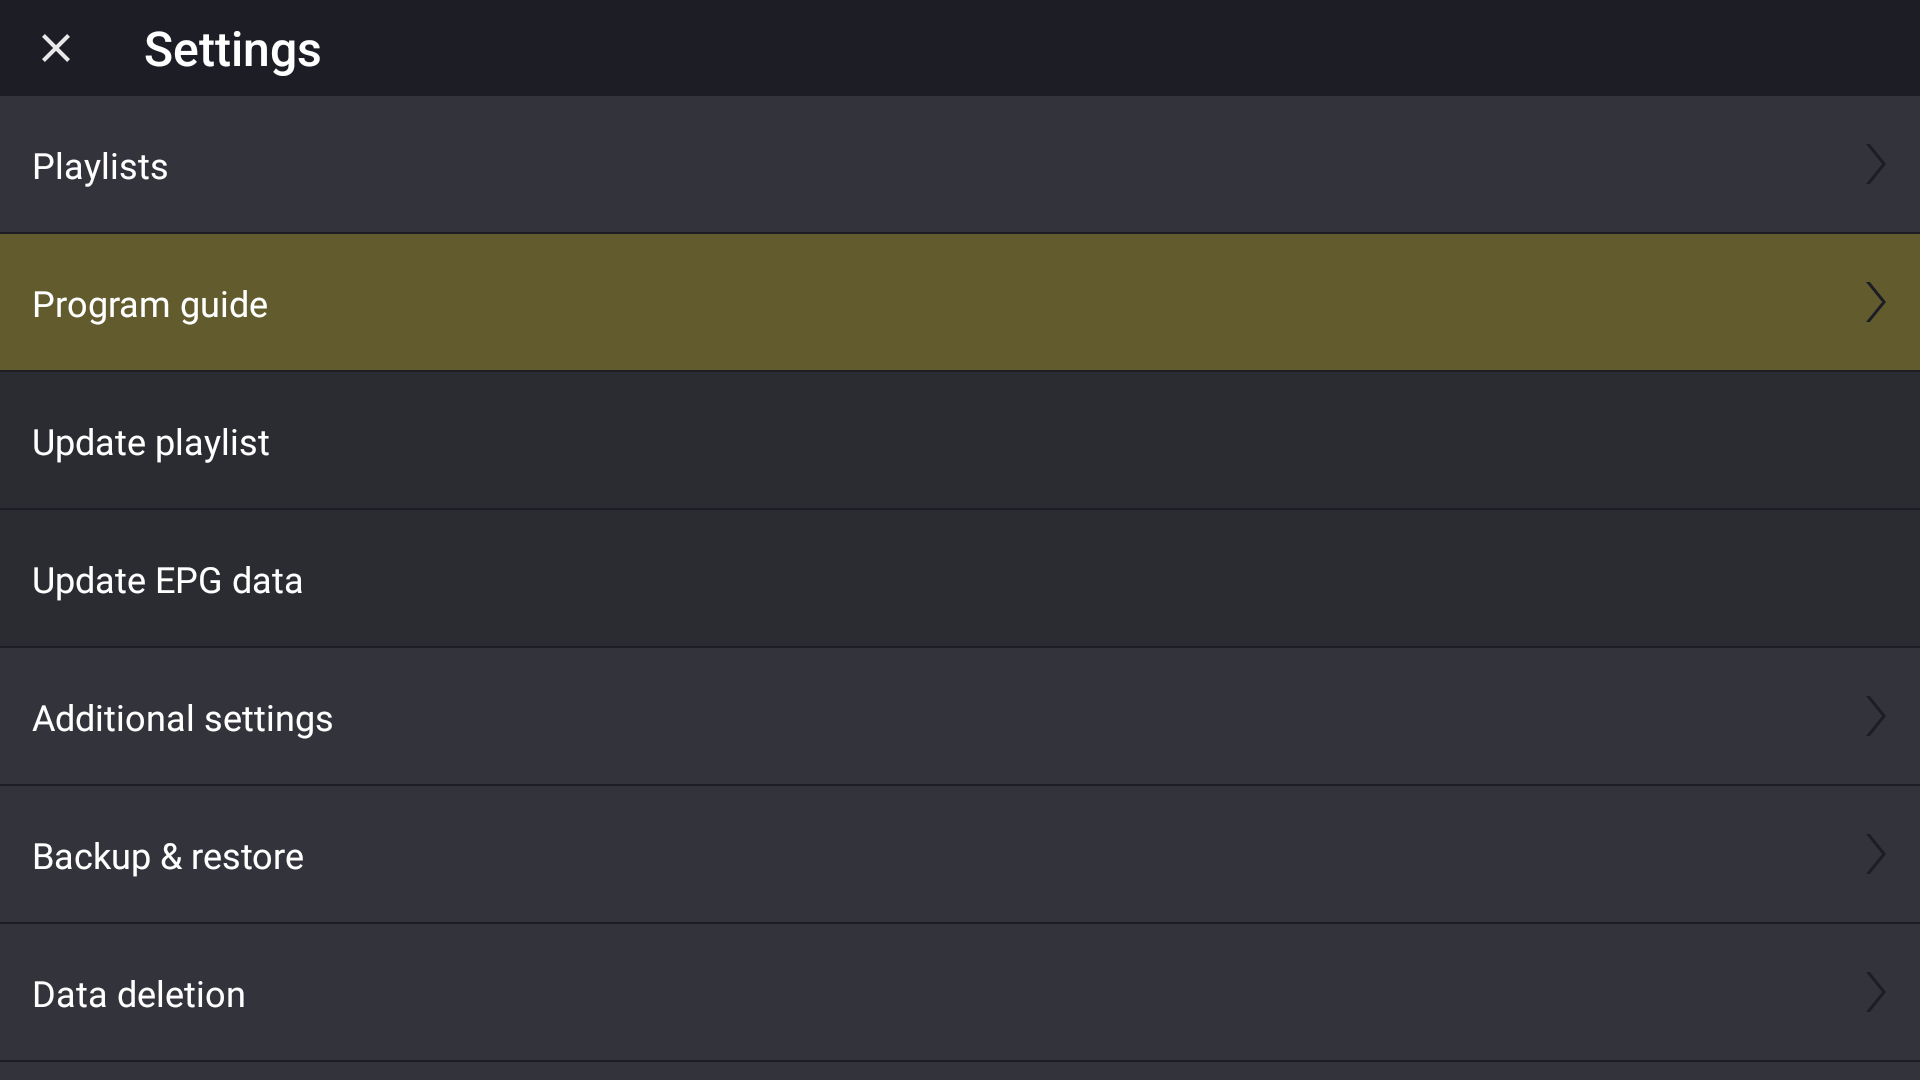 Settings
Playlists
Program guide
Update playlist
Update EPG data
Additional settings
Backup & restore
Data deletion